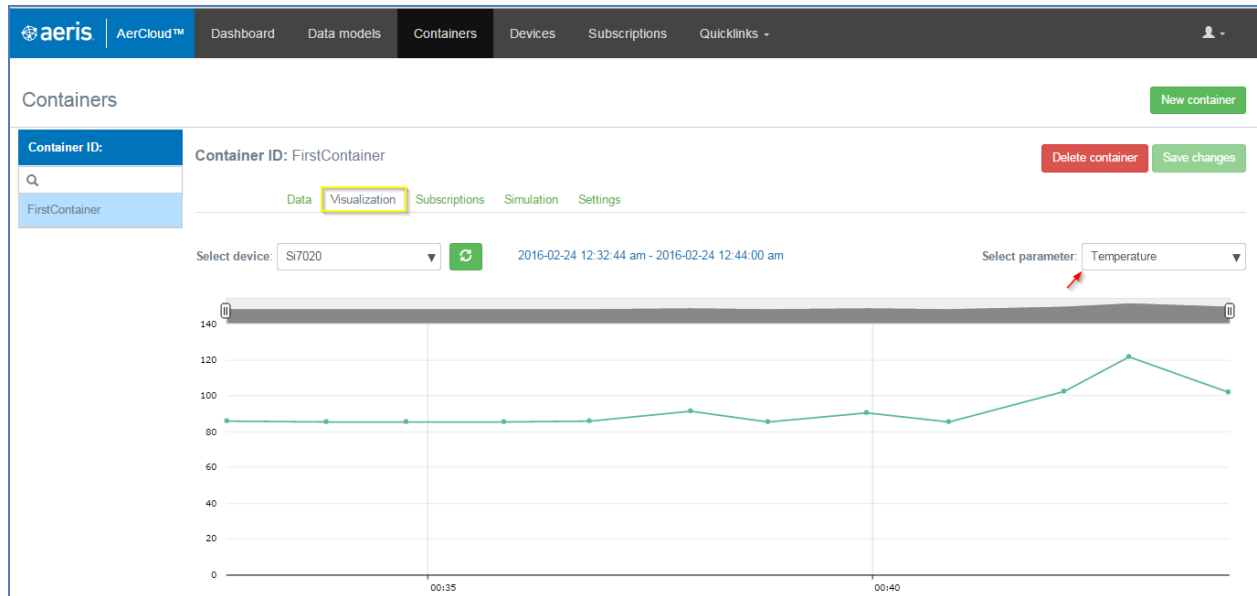 aeris AerCloud™ Dashboard Data models Containers Devices Subscriptions Quicklinks
Containers
New container
Container ID:
FirstContainer
Container ID: FirstContainer
Delete container Save changes
Data Visualization Subscriptions Simulation Settings
Select device: Si7020
2016-02-24 12:32:44 am - 2016-02-24 12:44:00 am
Select parameter: Temperature
140
120
100
80
60
40
20
0
00:35 00:40